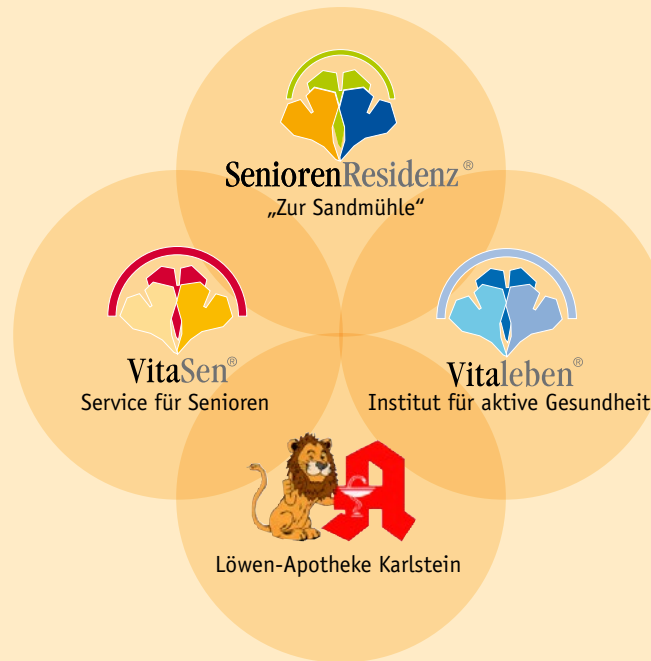 SeniorenResidenz®
„Zur Sandmühle“
VitaSen®
Service für Senioren
Vitaleben®
Institut für aktive Gesundheit
A
Löwen-Apotheke Karlstein